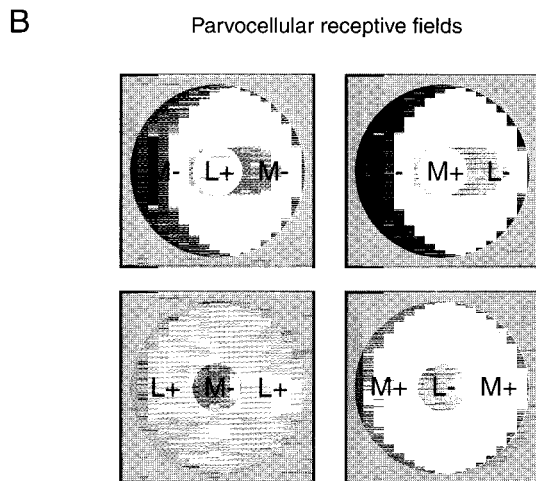 B
Parvocellular receptive fields
M- L+ M-
- M+ L-
L+ M- L+
M+ L- M+